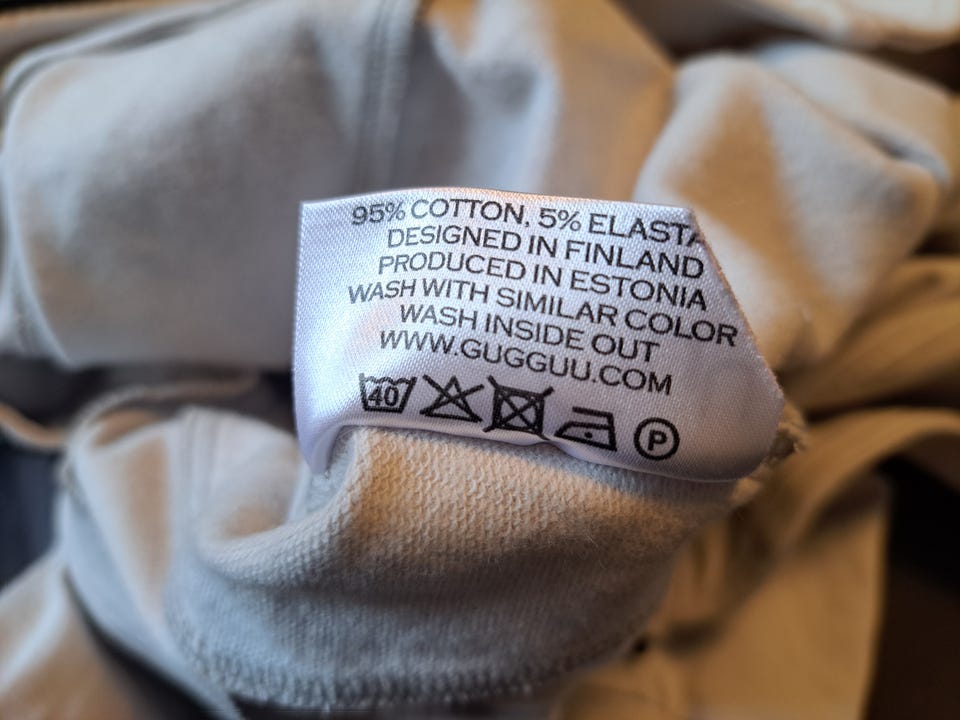 95% COTTON, 5% ELASTA
DESIGNED IN FINLAND
PRODUCED IN ESTONIA
WASH WITH SIMILAR COLOR
WASH INSIDE OUT
WWW.GUGGUU.COM
40 P